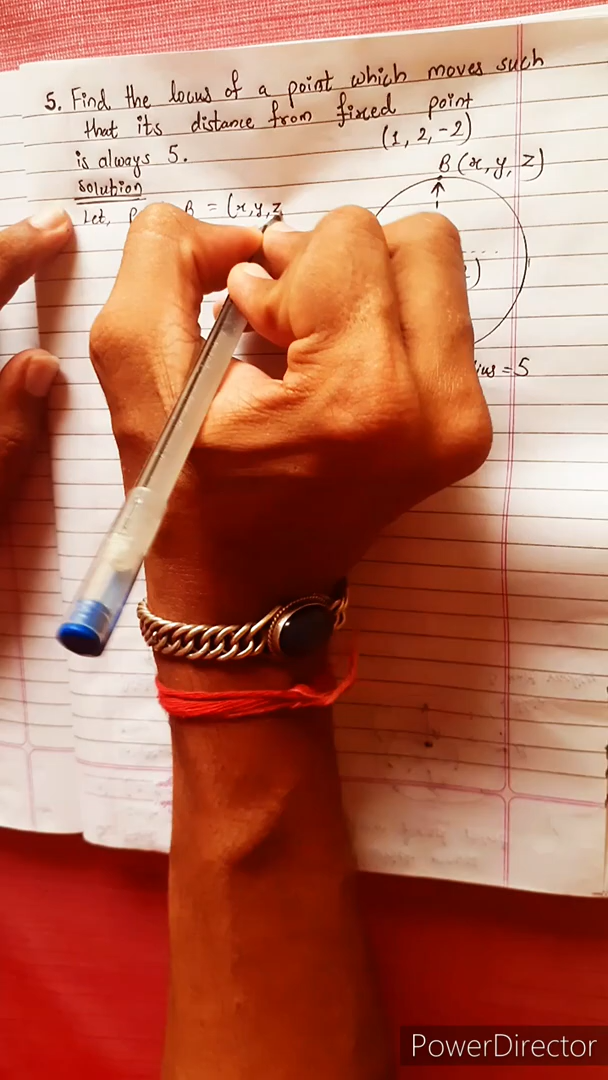 5. Find the locus of a point which moves such
that its distance from fixed point
(1, 2, -2)
is always 5.
solution
B (x, y, z)
Let, B = (x, y, z
)
= 5
PowerDirector